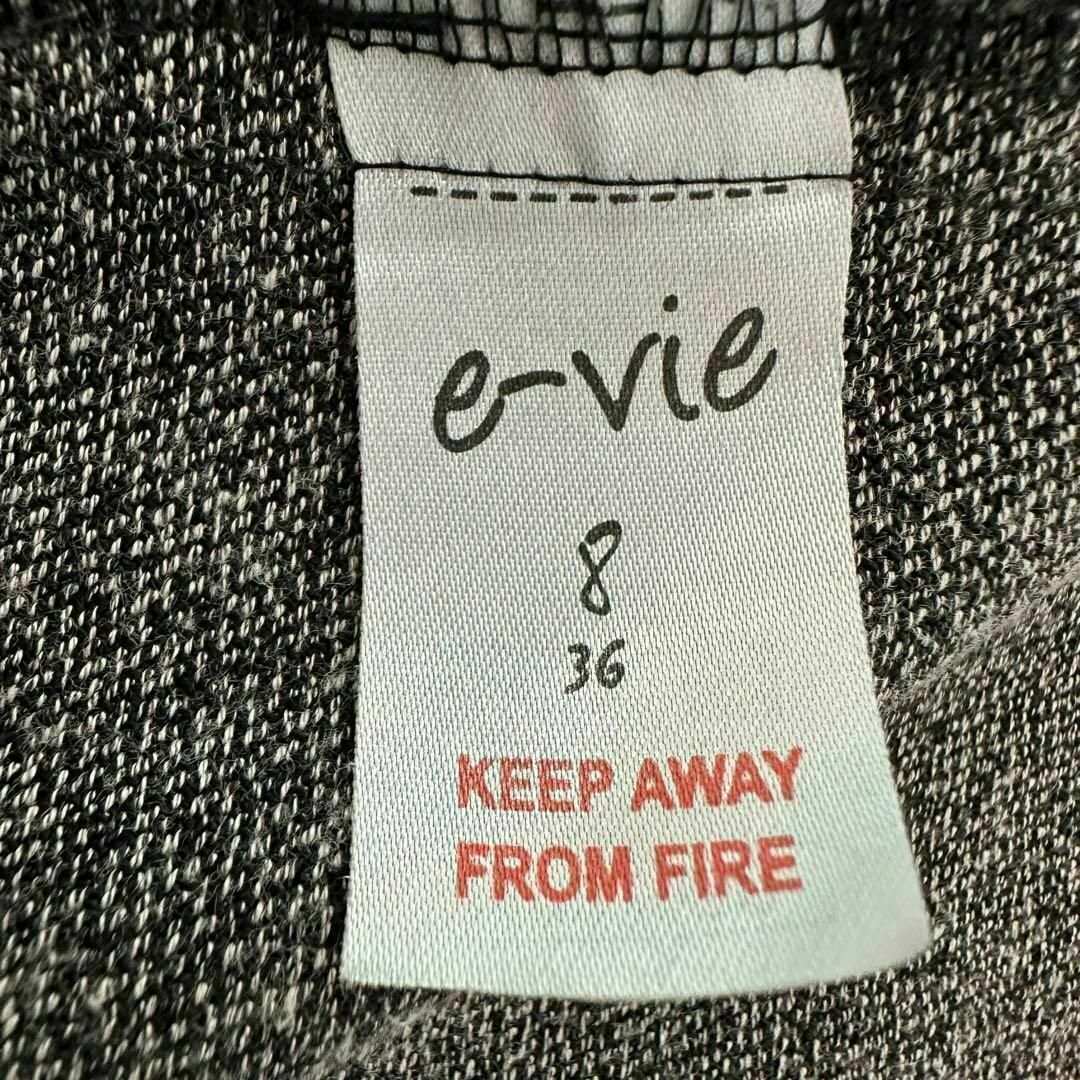 e-vie
8
36
KEEP AWAY
FROM FIRE